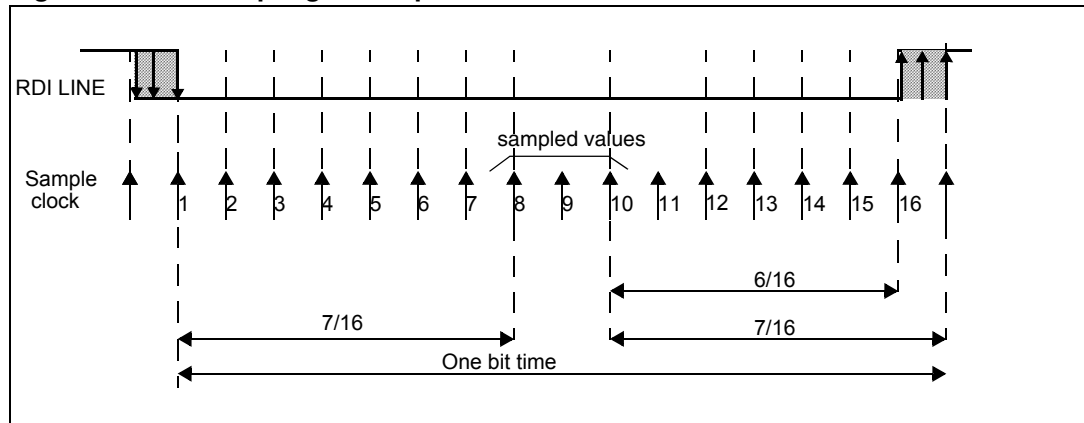 RDI LINE
sampled values
Sample
clock
1 2 3 4 5 6 7 8 9 10 11 12 13 14 15 16
6/16
7/16
7/16
One bit time